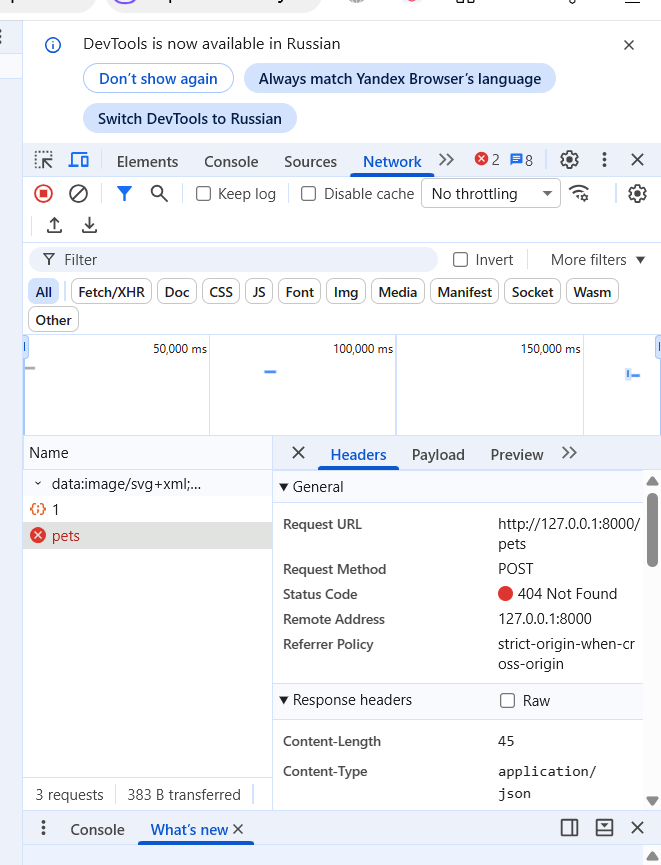 DevTools is now available in Russian
Don't show again
Always match Yandex Browser's language
Switch DevTools to Russian
Elements Console Sources Network 2 8
Keep log Disable cache No throttling
Filter Invert More filters
All Fetch/XHR Doc CSS JS Font Img Media Manifest Socket Wasm
Other
50,000 ms 100,000 ms 150,000 ms
Name
Headers Payload Preview
data:image/svg+xml;...
1
pets
General
Request URL http://127.0.0.1:8000/
pets
Request Method POST
Status Code 404 Not Found
Remote Address 127.0.0.1:8000
Referrer Policy strict-origin-when-cr
oss-origin
Response headers Raw
Content-Length 45
Content-Type application/
json
3 requests 383 B transferred
Console What's new